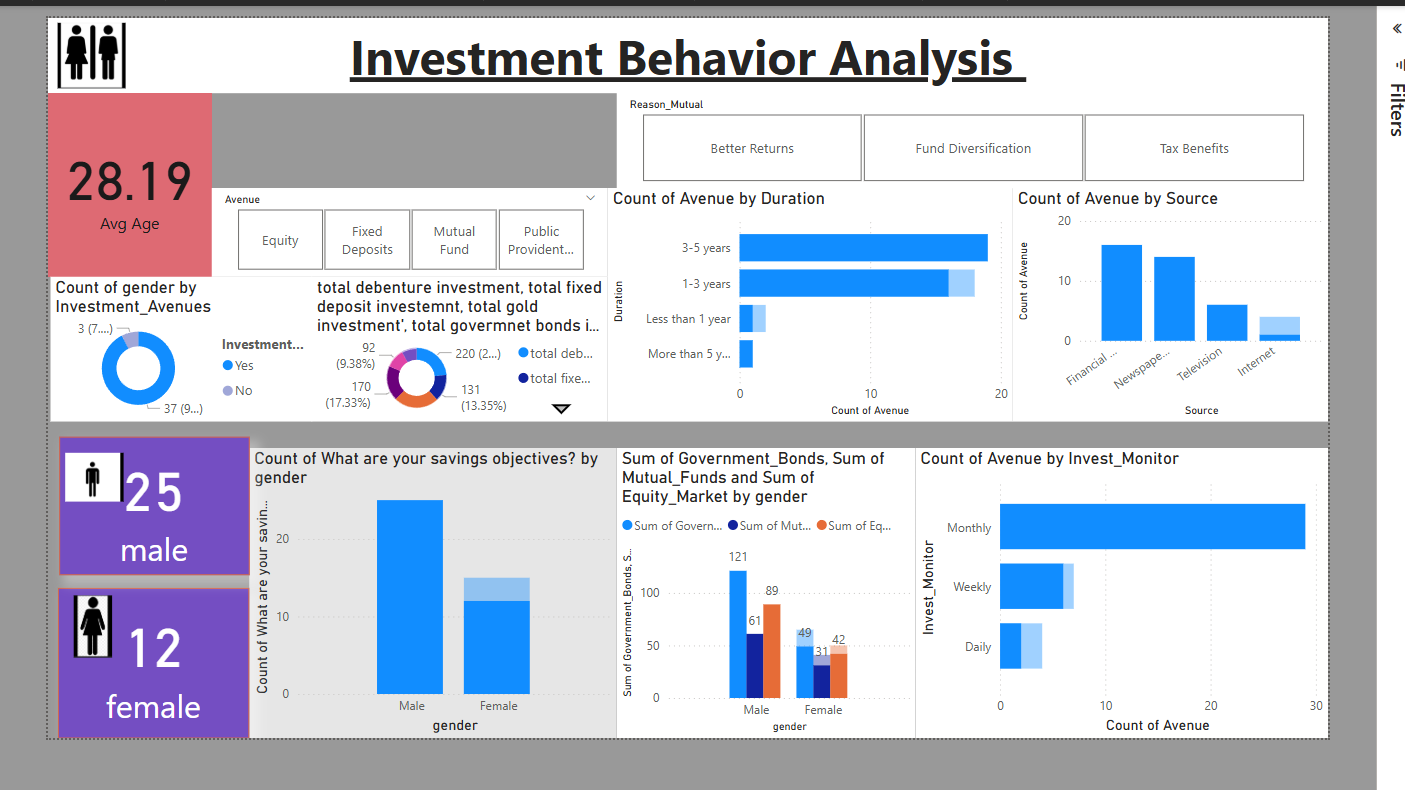 Investment Behavior Analysis
Filters
28.19
Avg Age
Reason_Mutual
Better Returns
Fund Diversification
Tax Benefits
Avenue
Equity
Fixed
Deposits
Mutual
Fund
Public
Provident...
Count of gender by
Investment_Avenues
3 (7....)
37 (9...)
Investment...
Yes
No
total debenture investment, total fixed
deposit investemnt, total gold
investment', total govermnet bonds i...
92
(9.38%)
220 (2...)
170
(17.33%)
131
(13.35%)
total deb...
total fixe...
Count of Avenue by Duration
Duration
3-5 years
1-3 years
Less than 1 year
More than 5 y...
0
10
20
Count of Avenue
Count of Avenue by Source
Count of Avenue
20
10
0
Financial ...
Newspape...
Television
Internet
Source
25
male
12
female
Count of What are your savings objectives? by
gender
Count of What are your savin...
20
10
0
Male
Female
gender
Sum of Government_Bonds, Sum of
Mutual_Funds and Sum of
Equity_Market by gender
Sum of Govern...
Sum of Mut...
Sum of Eq...
Sum of Government_Bonds, S...
100
50
0
121
61
89
49
31
42
Male
Female
gender
Count of Avenue by Invest_Monitor
Invest_Monitor
Monthly
Weekly
Daily
0
10
20
30
Count of Avenue